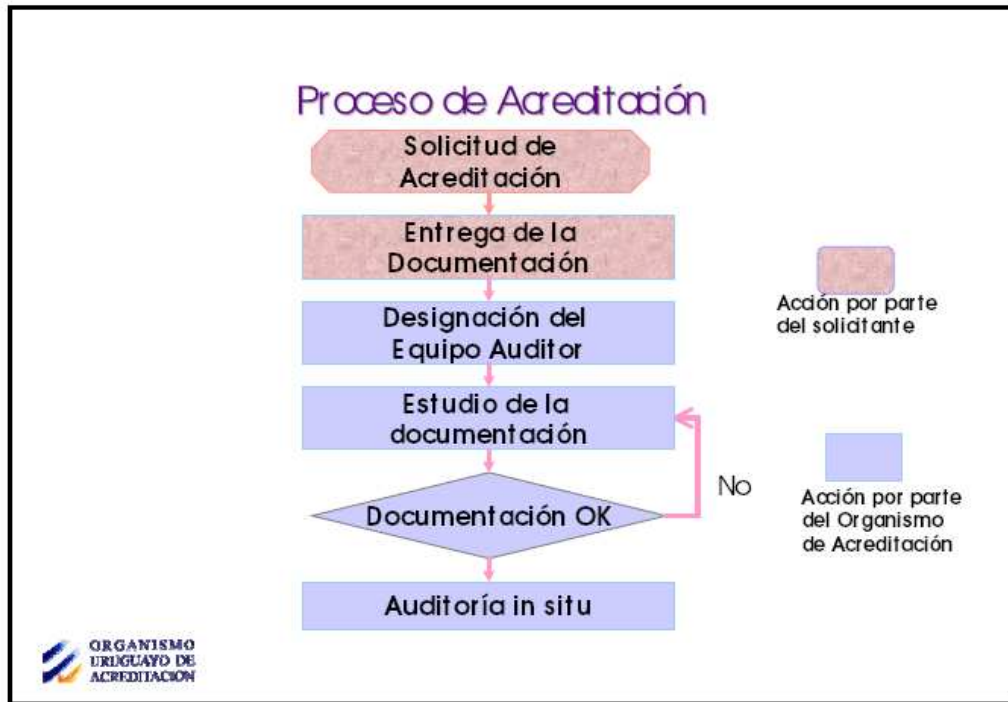 Proceso de Acreditación
Solicitud de
Acreditación
Entrega de la
Documentación
Designación del
Equipo Auditor
Estudio de la
documentación
Documentación OK
No
Auditoría in situ
Acción por parte
del solicitante
Acción por parte
del Organismo
de Acreditación
ORGANISMO
URUGUAYO DE
ACREDITACION